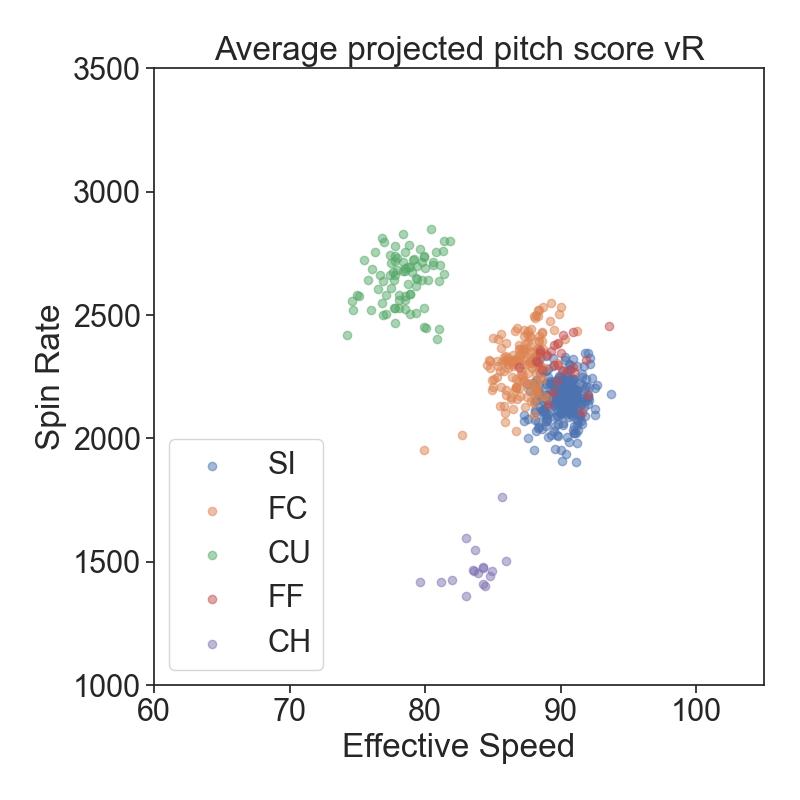 Average projected pitch score vR
3500
3000
2500
2000
1500
1000
Spin Rate
SI
FC
CU
FF
CH
60 70 80 90 100
Effective Speed